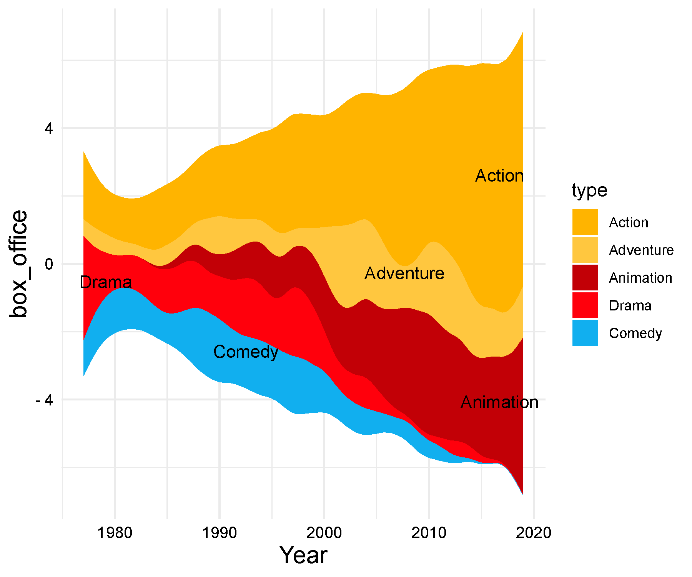 4
0
- 4
box_office
Action
Adventure
Drama
Comedy
Animation
1980
1990
2000
2010
2020
Year
type
Action
Adventure
Animation
Drama
Comedy